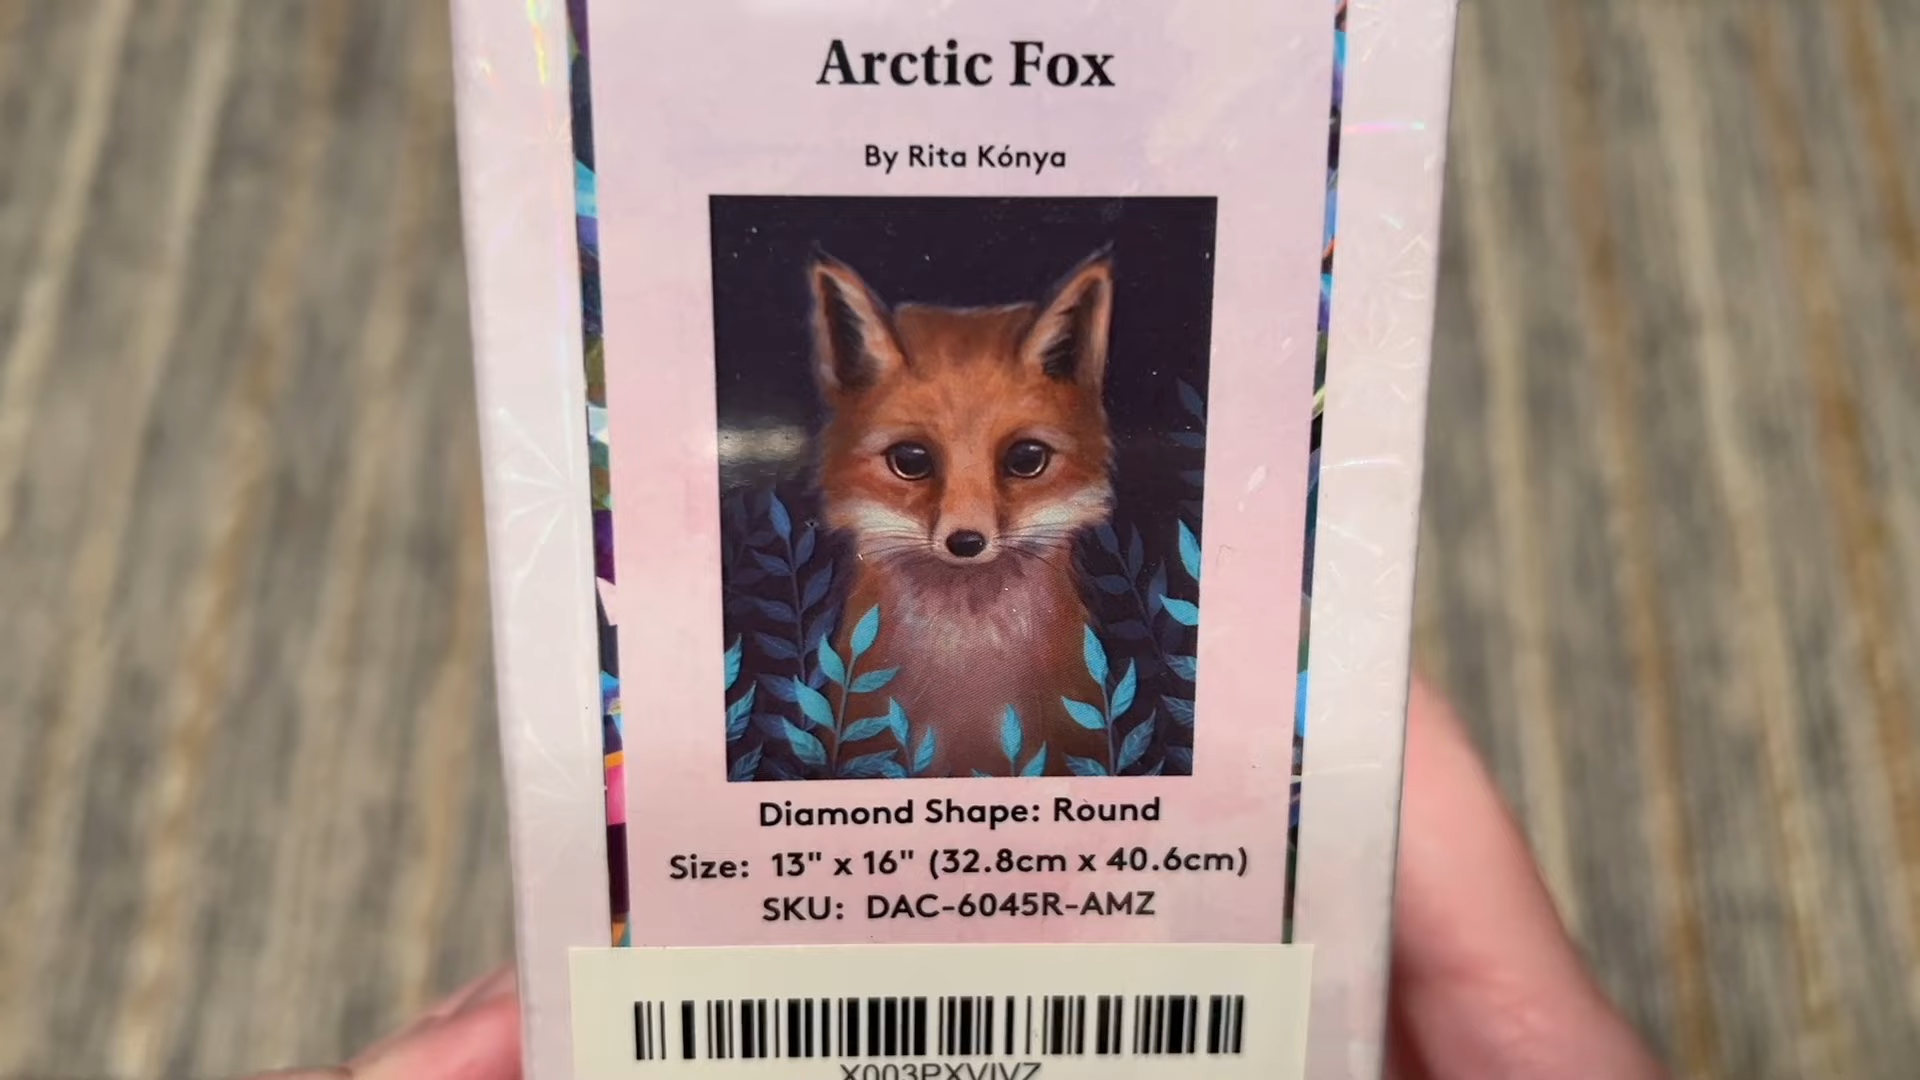 Arctic Fox
By Rita Kónya
Diamond Shape: Round
Size: 13" x 16" (32.8cm x 40.6cm)
SKU: DAC-6045R-AMZ
X003PXVIVZ